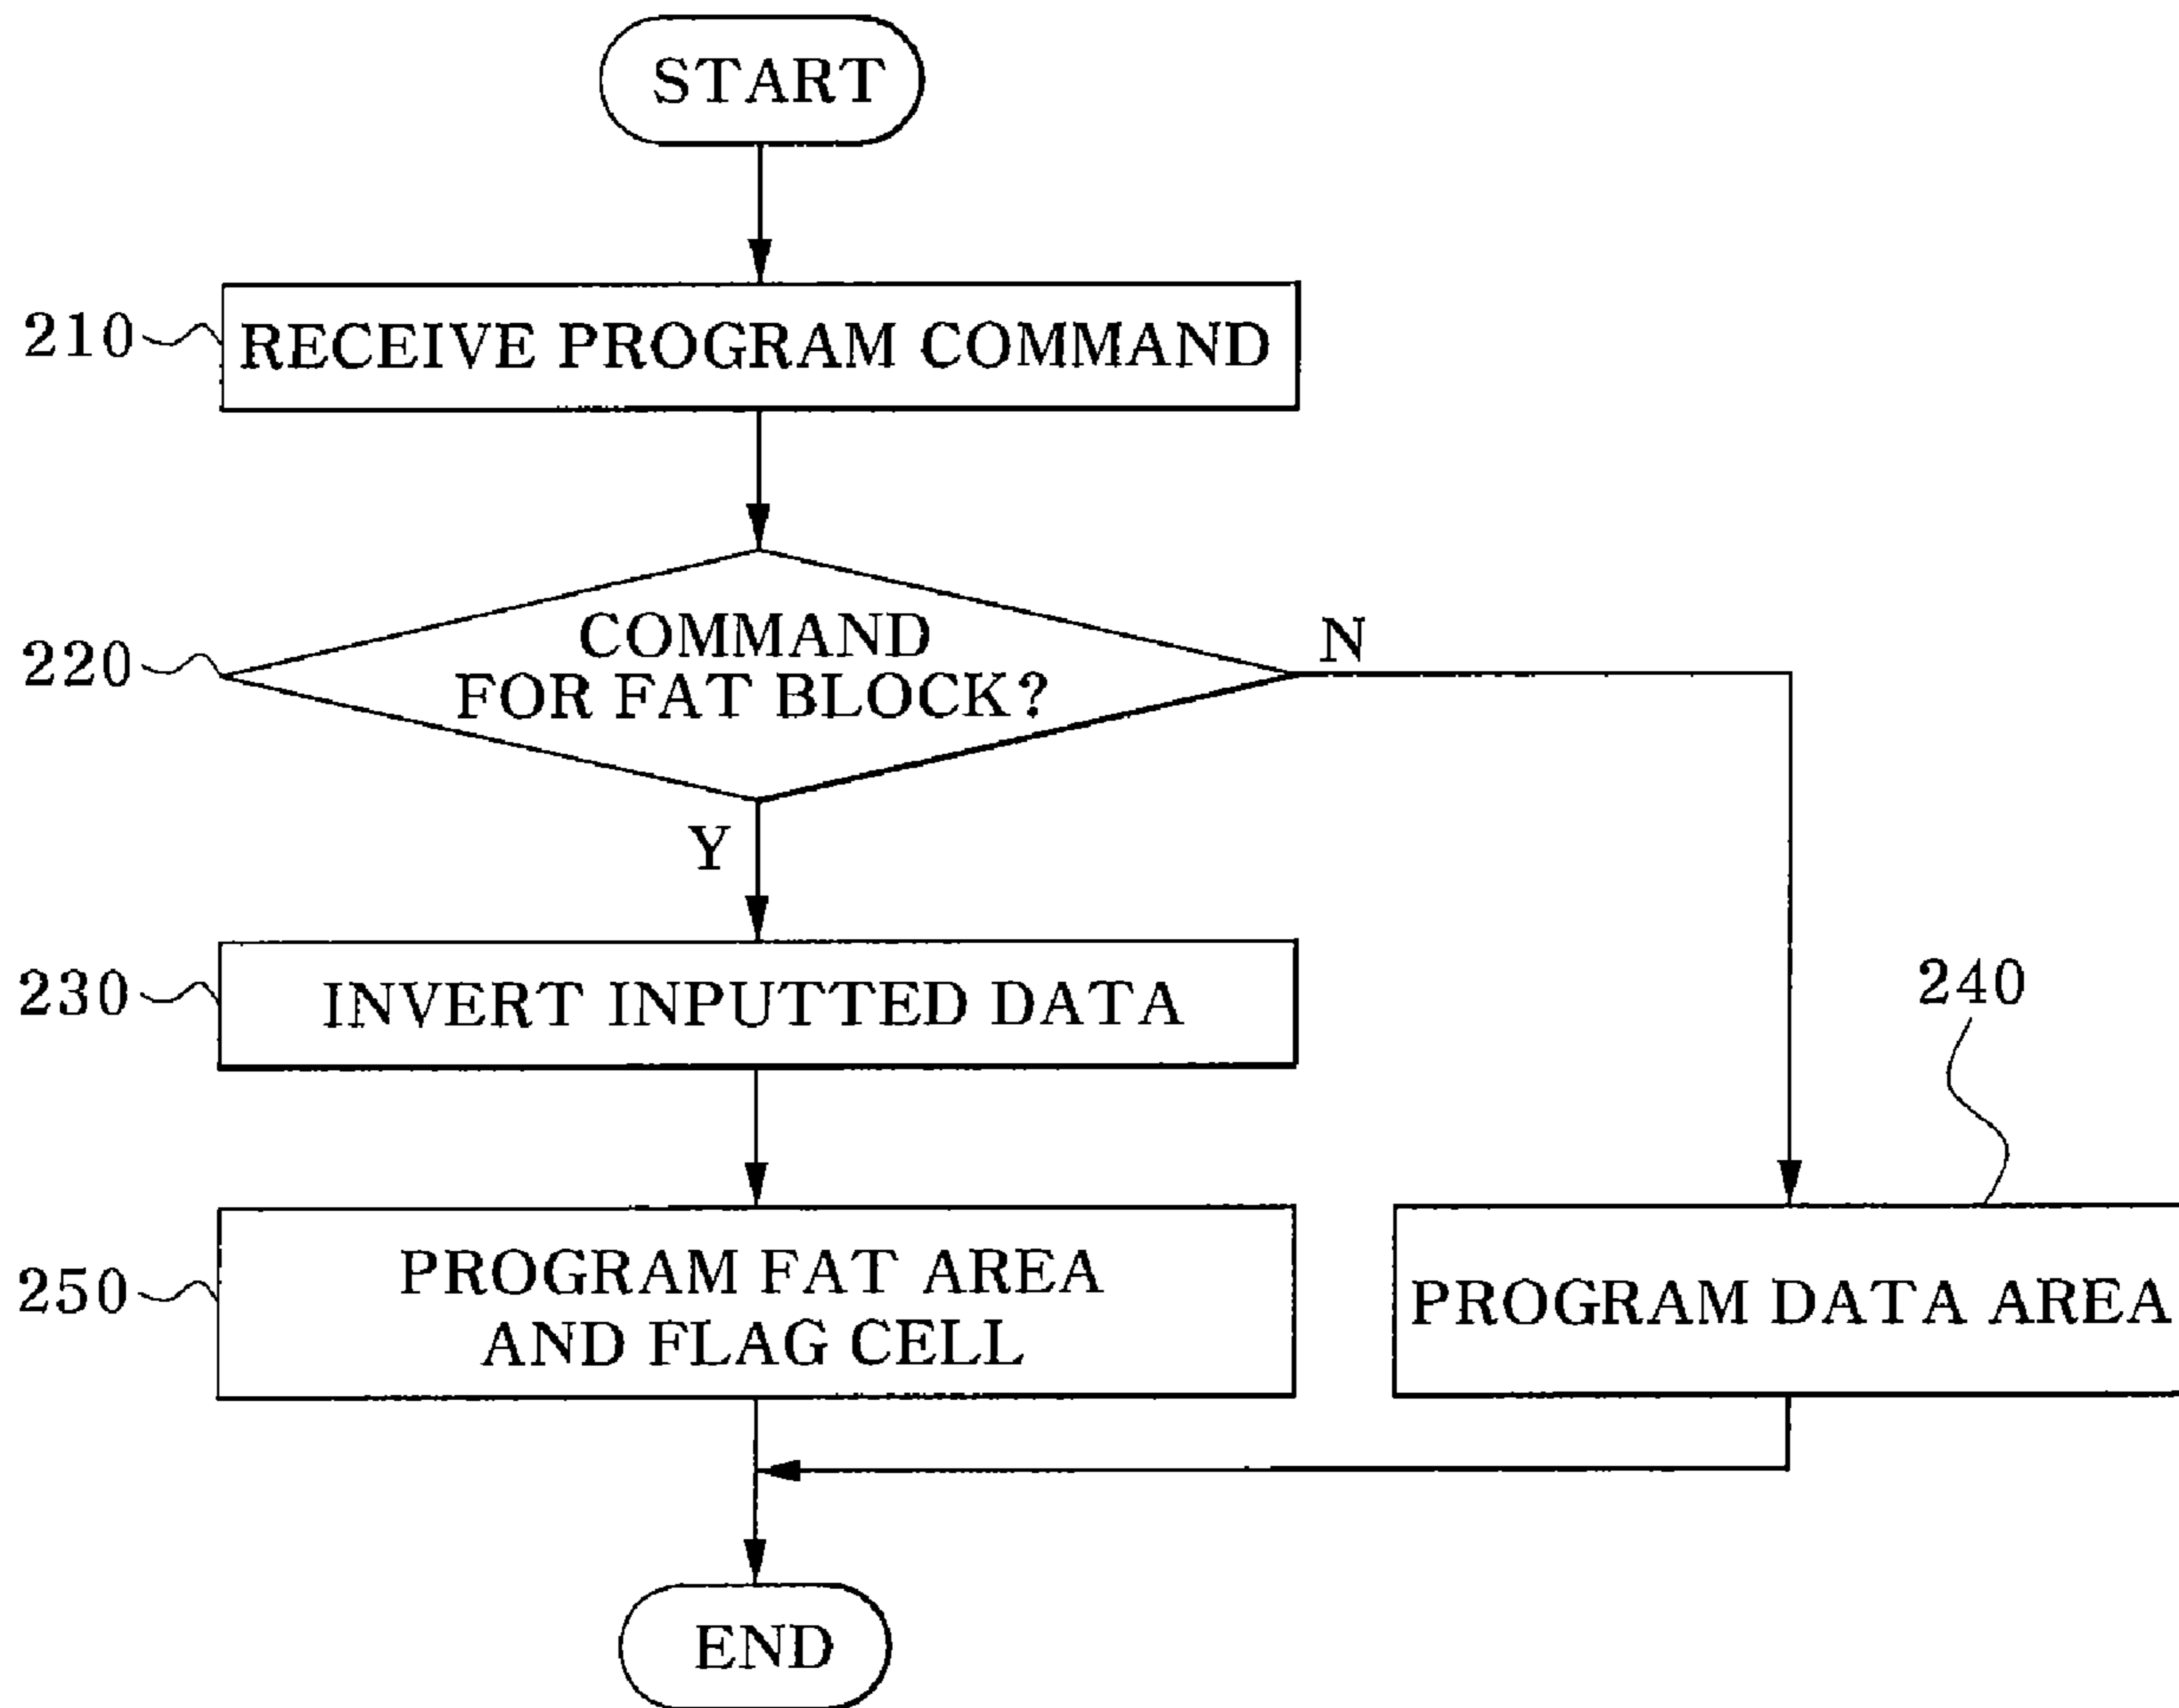 START
210
RECEIVE PROGRAM COMMAND
220
COMMAND
FOR FAT BLOCK?
N
Y
230
INVERT INPUTTED DATA
240
250
PROGRAM FAT AREA
AND FLAG CELL
PROGRAM DATA AREA
END